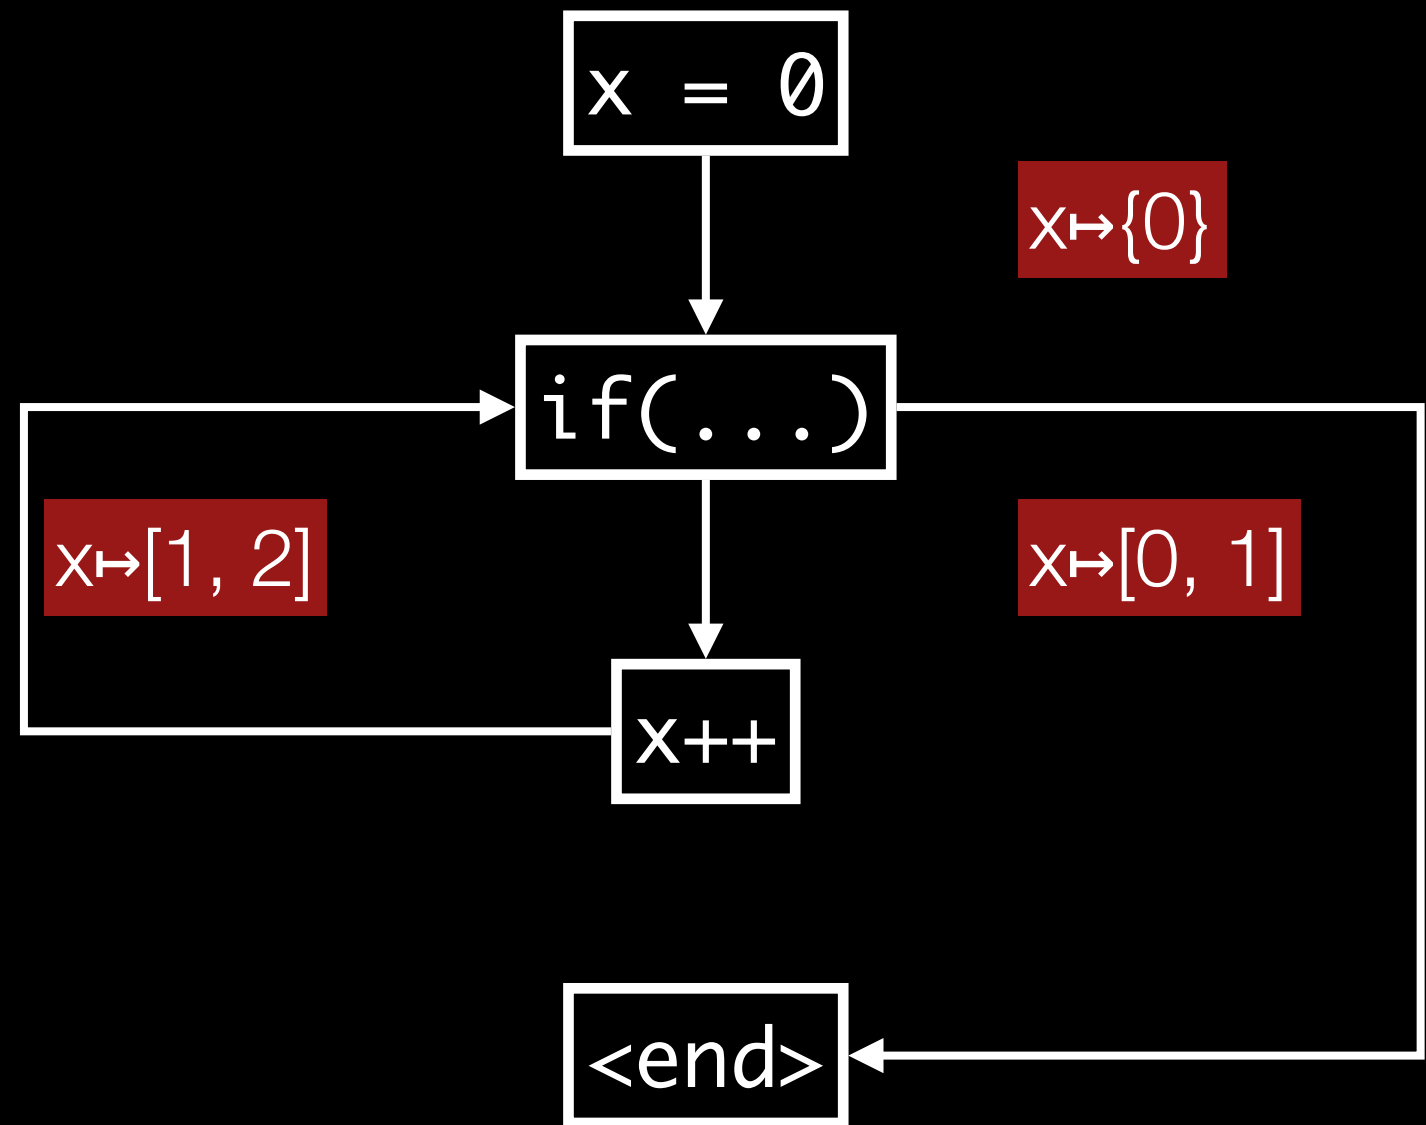 x = 0
x↦{0}
if(...)
x↦[1, 2]
x↦[0, 1]
x++
<end>